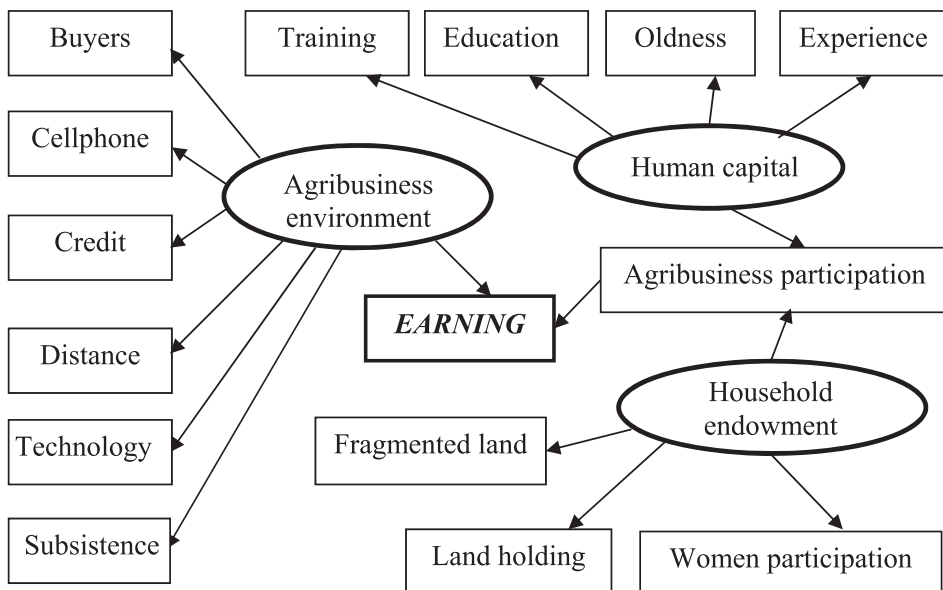 Buyers
Training
Education
Oldness
Experience
Cellphone
Agribusiness
environment
Human capital
Credit
Agribusiness participation
EARNING
Distance
Household
endowment
Technology
Fragmented land
Subsistence
Land holding
Women participation